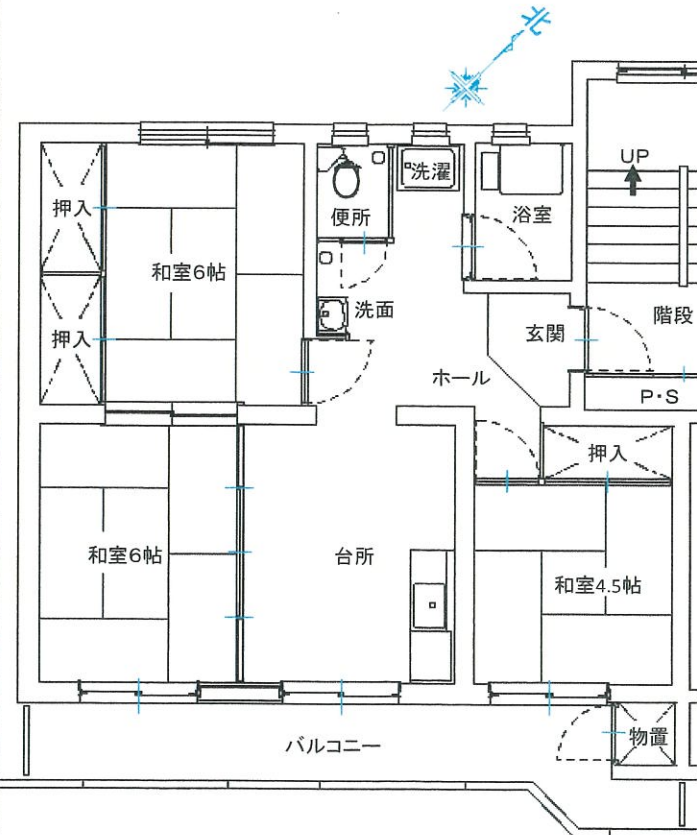 北
UP
押入
和室6帖
便所
洗濯
浴室
押入
洗面
玄関
階段
ホール
P・S
押入
和室6帖
台所
和室4.5帖
バルコニー
物置